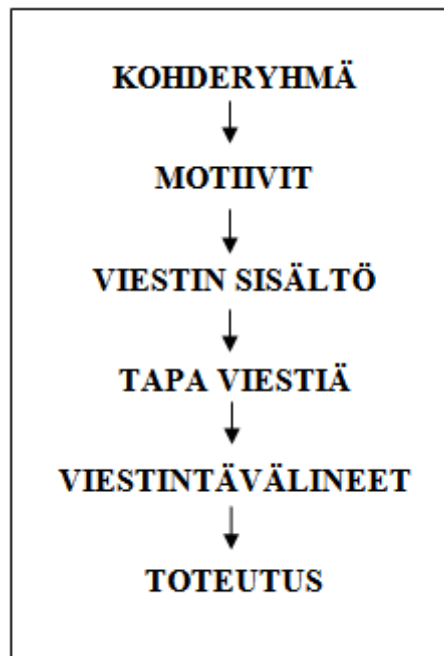 KOHDERYHMÄ
MOTIIVIT
VIESTIN SISÄLTÖ
TAPA VIESTIÄ
VIESTINTÄVÄLINEET
TOTEUTUS